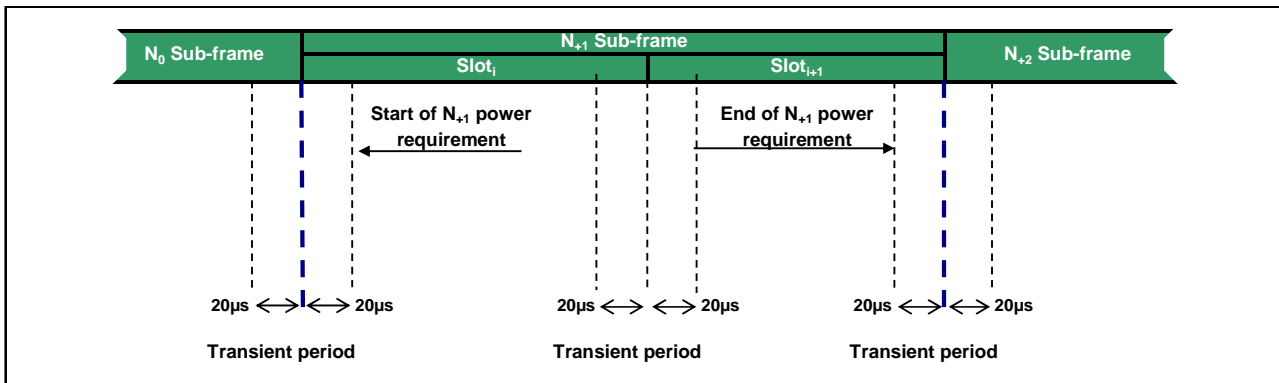 N₊₁ Sub-frame
N₀ Sub-frame
N₊₂ Sub-frame
Slotᵢ
Slotᵢ₊₁
Start of N₊₁ power
requirement
End of N₊₁ power
requirement
20µs
20µs
20µs
20µs
20µs
20µs
Transient period
Transient period
Transient period